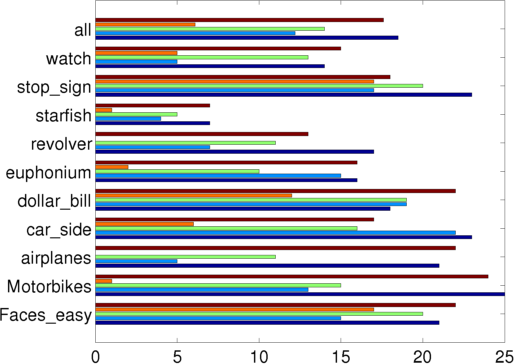 all
watch
stop_sign
starfish
revolver
euphonium
dollar_bill
car_side
airplanes
Motorbikes
Faces_easy
0 5 10 15 20 25